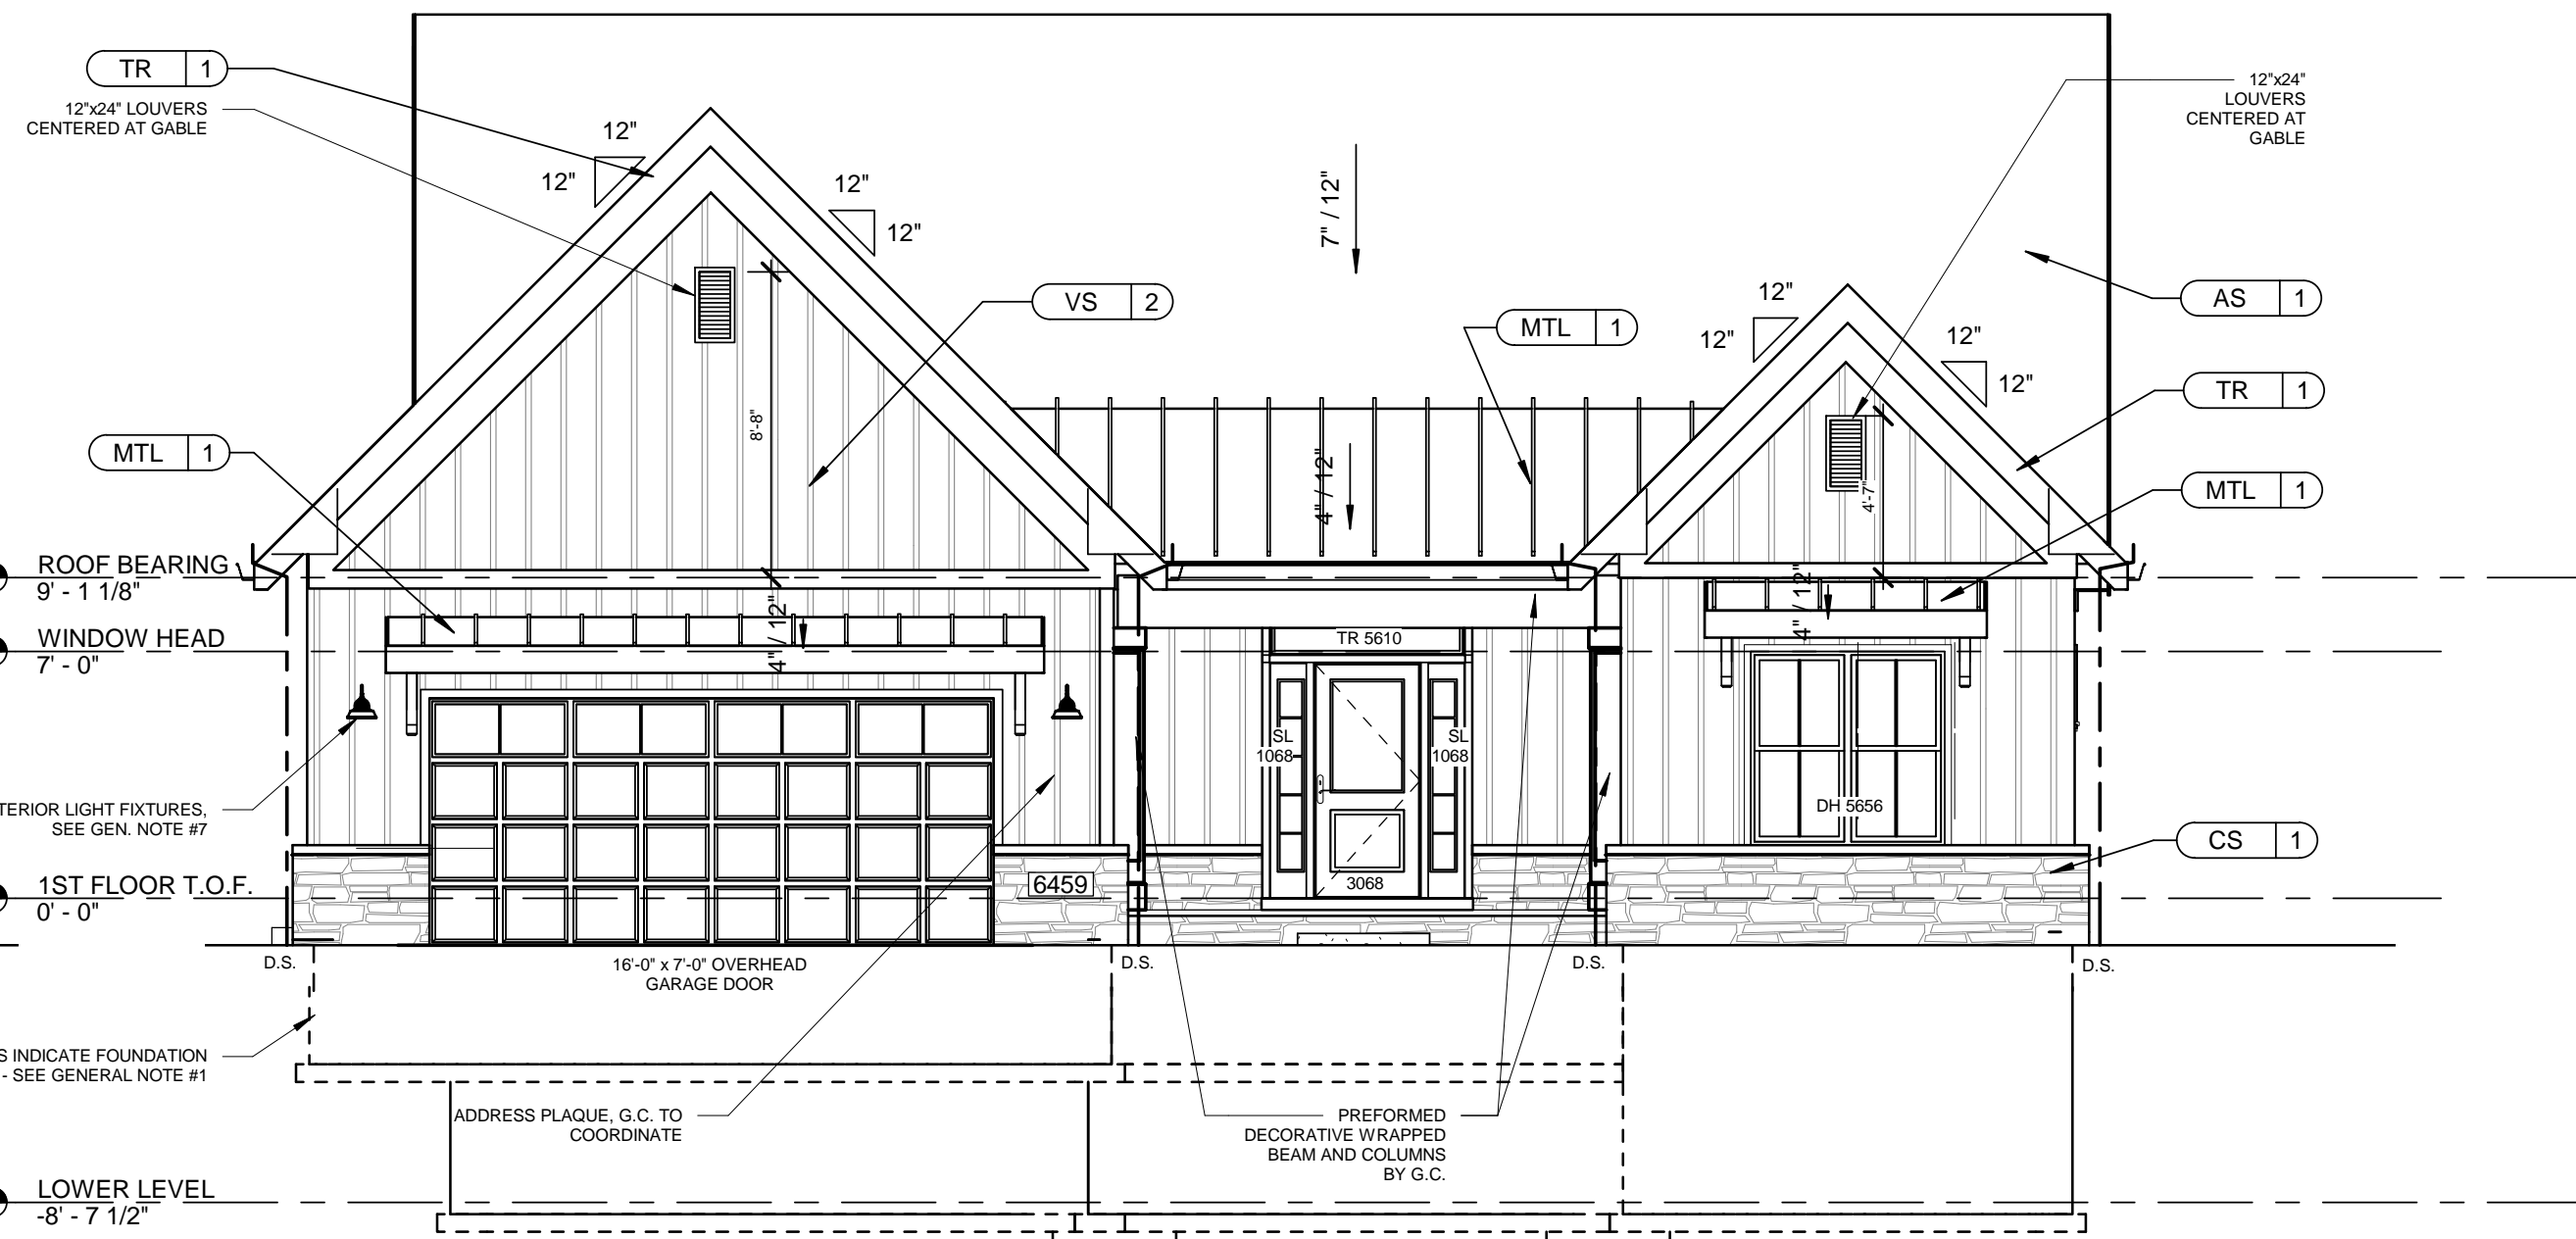 TR 1
12"x24" LOUVERS
CENTERED AT GABLE
12"
12"
12"
12"
7" / 12"
12"x24"
LOUVERS
CENTERED AT
GABLE
VS 2
MTL 1
AS 1
12"
12"
12"
12"
TR 1
MTL 1
8'-8"
4" / 12"
4'-7"
MTL 1
ROOF BEARING
9' - 1 1/8"
WINDOW HEAD
7' - 0"
4" / 12"
4" / 12"
TR 5610
SL
1068
SL
1068
3068
DH 5656
TERIOR LIGHT FIXTURES,
SEE GEN. NOTE #7
CS 1
1ST FLOOR T.O.F.
0' - 0"
6459
D.S.
16'-0" x 7'-0" OVERHEAD
GARAGE DOOR
D.S.
D.S.
D.S.
S INDICATE FOUNDATION
- SEE GENERAL NOTE #1
ADDRESS PLAQUE, G.C. TO
COORDINATE
PREFORMED
DECORATIVE WRAPPED
BEAM AND COLUMNS
BY G.C.
LOWER LEVEL
-8' - 7 1/2"